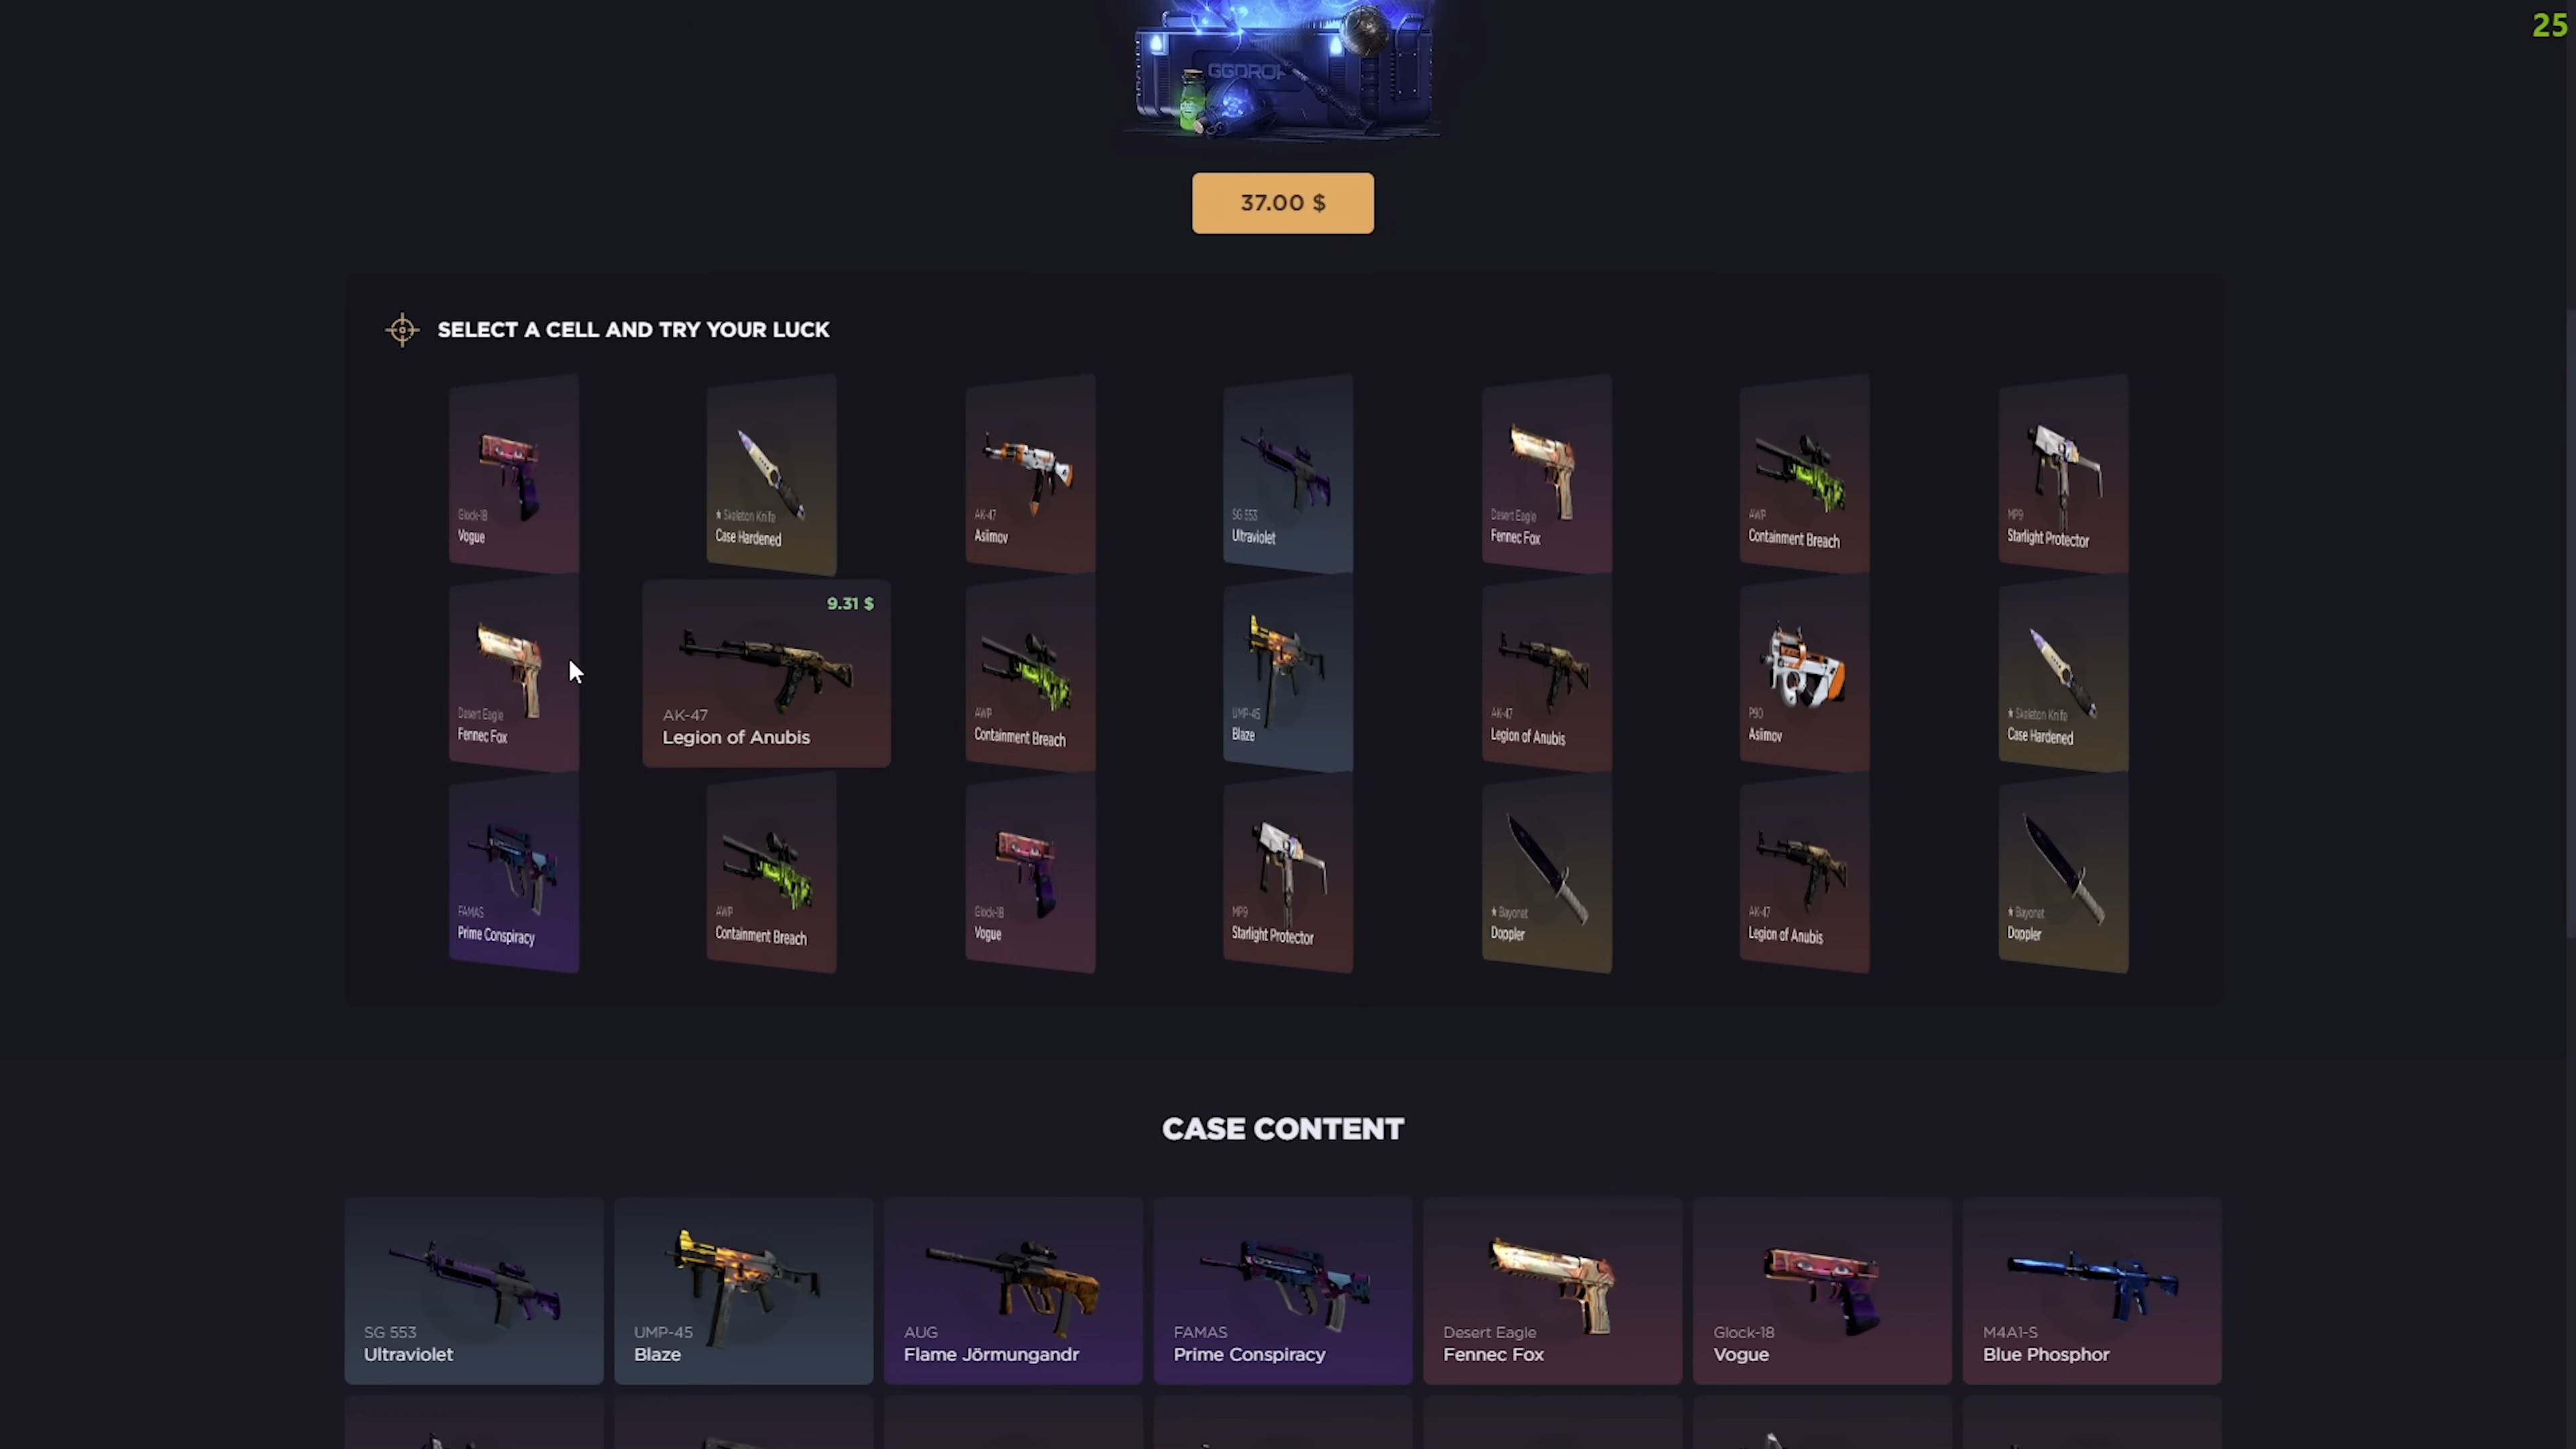 25
GGDROP
37.00 $
SELECT A CELL AND TRY YOUR LUCK
Glock-18
Vogue
★ Skeleton Knife
Case Hardened
AK-47
Asiimov
SG 553
Ultraviolet
Desert Eagle
Fennec Fox
AWP
Containment Breach
MP9
Starlight Protector
Desert Eagle
Fennec Fox
9.31 $
AK-47
Legion of Anubis
AWP
Containment Breach
UMP-45
Blaze
AK-47
Legion of Anubis
P90
Asiimov
★ Skeleton Knife
Case Hardened
FAMAS
Prime Conspiracy
AWP
Containment Breach
Glock-18
Vogue
MP9
Starlight Protector
★ Bayonet
Doppler
AK-47
Legion of Anubis
★ Bayonet
Doppler
CASE CONTENT
SG 553
Ultraviolet
UMP-45
Blaze
AUG
Flame Jörmungandr
FAMAS
Prime Conspiracy
Desert Eagle
Fennec Fox
Glock-18
Vogue
M4A1-S
Blue Phosphor